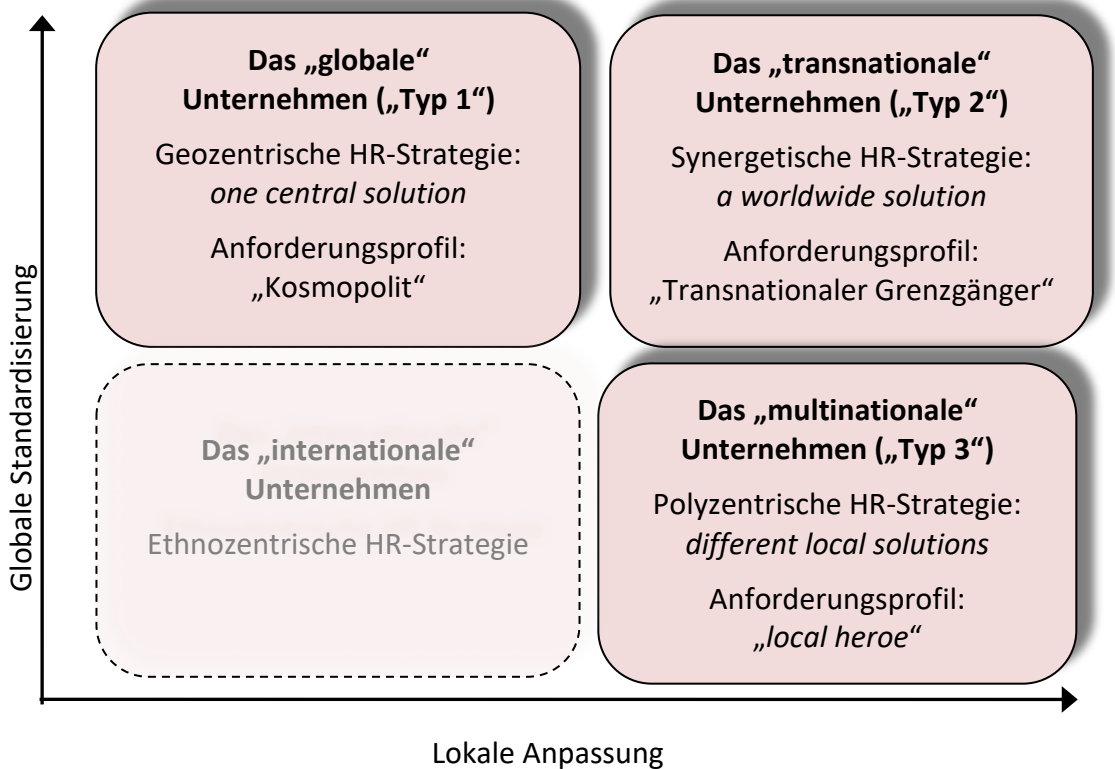 Globale Standardisierung
Das „globale“
Unternehmen („Typ 1“)
Geozentrische HR-Strategie:
one central solution
Anforderungsprofil:
„Kosmopolit“
Das „transnationale“
Unternehmen („Typ 2“)
Synergetische HR-Strategie:
a worldwide solution
Anforderungsprofil:
„Transnationaler Grenzgänger“
Das „internationale“
Unternehmen
Ethnozentrische HR-Strategie
Das „multinationale“
Unternehmen („Typ 3“)
Polyzentrische HR-Strategie:
different local solutions
Anforderungsprofil:
„local heroe“
Lokale Anpassung